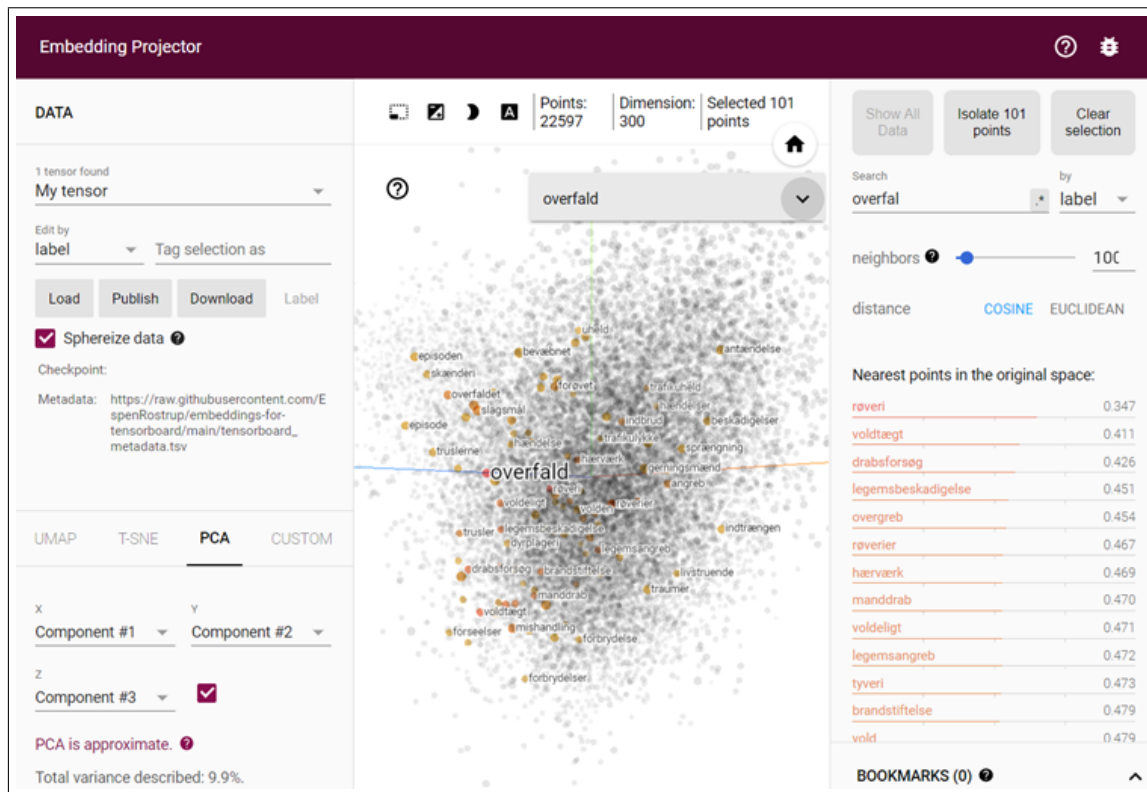 Embedding Projector
DATA
1 tensor found
My tensor
Edit by
label
Tag selection as
Load
Publish
Download
Label
Sphereize data
Checkpoint:
Metadata:
https://raw.githubusercontent.com/E
spenRostrup/embeddings-for-
tensorboard/main/tensorboard_
metadata.tsv
UMAP
T-SNE
PCA
CUSTOM
X
Component #1
Y
Component #2
Z
Component #3
PCA is approximate.
Total variance described: 9.9%.
A
Points:
22597
Dimension:
300
Selected 101
points
overfald
uheld
episoden
bevæbnet
antændelse
skænderi
forøvet
trafikuheld
overfaldet
slagsmål
hændelser
indbrud
beskadigelser
episode
trafikulykke
hændelse
sprængning
truslerne
hærværk
overfald
gerningsmænd
røveri
angreb
voldeligt
volden
røverier
trusler
legemsbeskadigelse
indtrængen
dyrplageri
legemsangreb
drabsforsøg
brandstiftelse
livstruende
manddrab
traumer
voldtægt
forseelser
mishandling
forbrydelse
forbrydelser
Show All
Data
Isolate 101
points
Clear
selection
Search
overfal
.*
by
label
neighbors
100
distance
COSINE
EUCLIDEAN
Nearest points in the original space:
røveri 0.347
voldtægt 0.411
drabsforsøg 0.426
legemsbeskadigelse 0.451
overgreb 0.454
røverier 0.467
hærværk 0.469
manddrab 0.470
voldeligt 0.471
legemsangreb 0.472
tyveri 0.473
brandstiftelse 0.479
vold 0.479
BOOKMARKS (0)